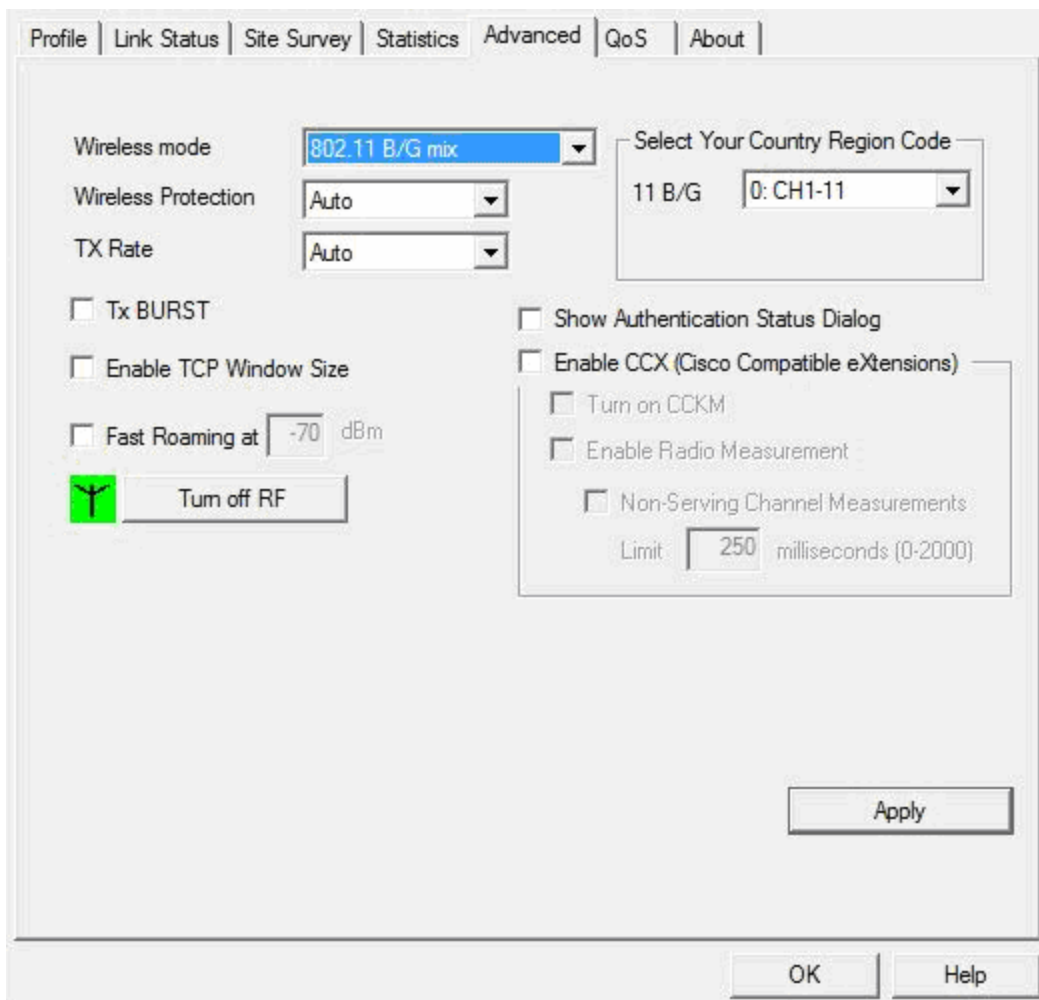 Profile Link Status Site Survey Statistics Advanced QoS About
Wireless mode 802.11 B/G mix
Wireless Protection Auto
TX Rate Auto
Select Your Country Region Code
11 B/G 0: CH1-11
Tx BURST
Enable TCP Window Size
Fast Roaming at -70 dBm
Turn off RF
Show Authentication Status Dialog
Enable CCX (Cisco Compatible eXtensions)
Turn on CCKM
Enable Radio Measurement
Non-Serving Channel Measurements
Limit 250 milliseconds (0-2000)
Apply
OK Help